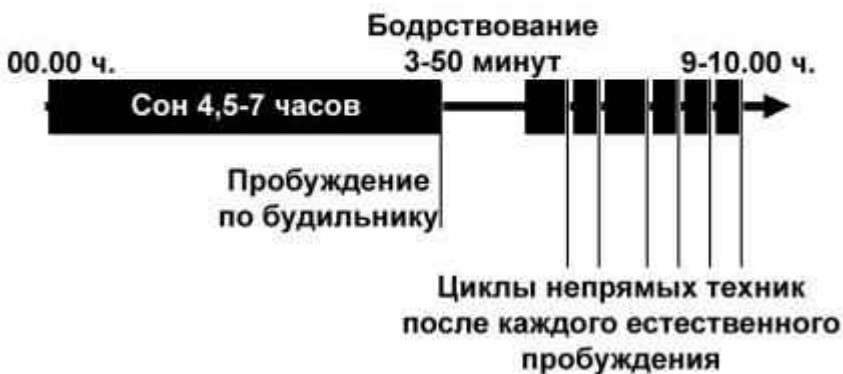 Бодрствование
00.00 ч. 3-50 минут 9-10.00 ч.
Сон 4,5-7 часов
Пробуждение
по будильнику
Циклы непрямых техник
после каждого естественного
пробуждения